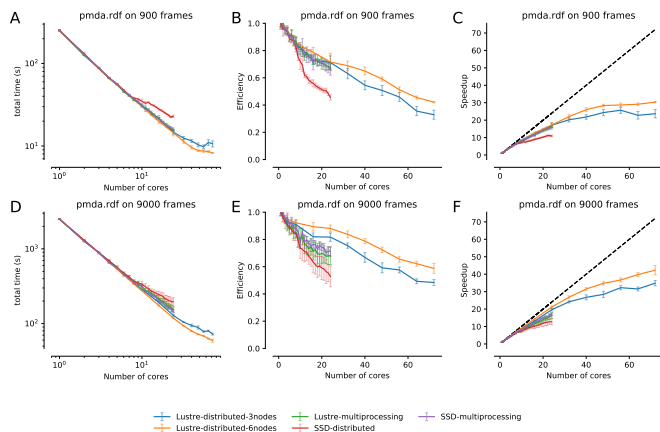 A
pmda.rdf on 900 frames
total time (s)
10²
10¹
10⁰
10¹
Number of cores
B
pmda.rdf on 900 frames
Efficiency
1.0
0.8
0.6
0.4
0.2
0.0
0 20 40 60
Number of cores
C
pmda.rdf on 900 frames
Speedup
70
60
50
40
30
20
10
0
0 20 40 60
Number of cores
D
pmda.rdf on 9000 frames
total time (s)
10³
10²
10⁰
10¹
Number of cores
E
pmda.rdf on 9000 frames
Efficiency
1.0
0.8
0.6
0.4
0.2
0.0
0 20 40 60
Number of cores
F
pmda.rdf on 9000 frames
Speedup
70
60
50
40
30
20
10
0
0 20 40 60
Number of cores
Lustre-distributed-3nodes
Lustre-distributed-6nodes
Lustre-multiprocessing
SSD-distributed
SSD-multiprocessing